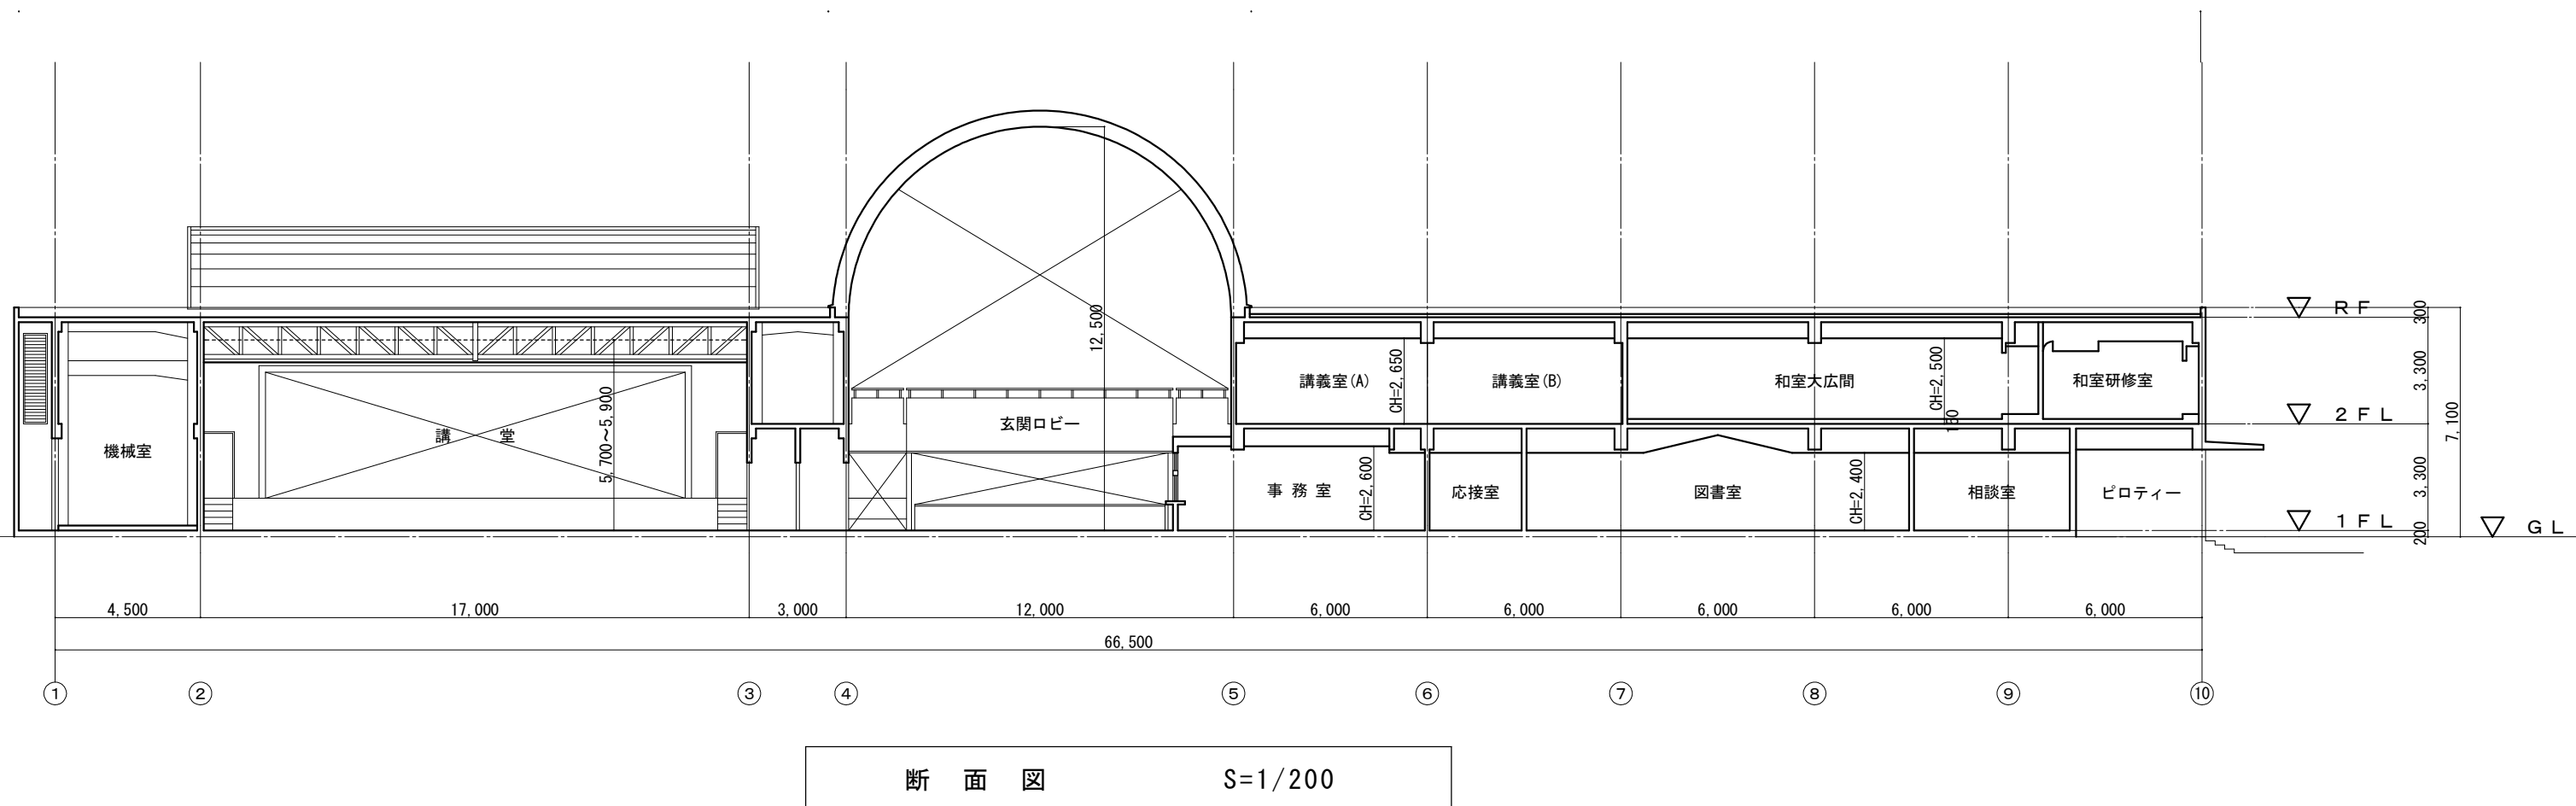 12,500
RF
300
講義室(A)
CH=2,650
講義室(B)
和室大広間
CH=2,500
150
和室研修室
3,300
玄関ロビー
2FL
7,100
機械室
講 堂
5,700~5,900
事 務 室
CH=2,600
応接室
図書室
CH=2,400
相談室
ピロティー
3,300
1FL
200
GL
4,500
17,000
3,000
12,000
6,000
6,000
6,000
6,000
6,000
66,500
①
②
③
④
⑤
⑥
⑦
⑧
⑨
⑩
断 面 図 S=1/200